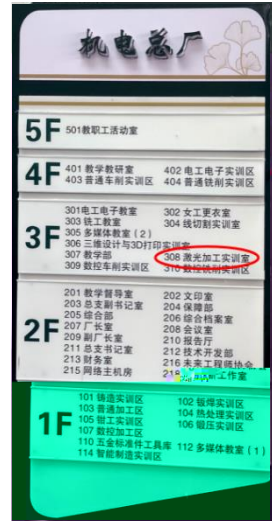 机电总厂
5F 501教职工活动室
4F 401 教学教研室 402 电工电子实训区
403 普通车削实训区 404 普通铣削实训区
3F 301电工电子教室 302 女工更衣室
303 铣工教室 304 线切割实训室
305 多媒体教室（2）
306 三维设计与3D打印实训室
307 教学部 308 激光加工实训室
309 数控车削实训区 310 数控铣削实训区
2F 201 教学督导室 202 文印室
203 总支副书记室 204 保障部
205 综合部 206 综合档案室
207 厂长室 208 会议室
209 副厂长室 210 报告厅
211 总支书记室 212 技术开发部
213 财务室 216 未来工程师协会
215 网络主机房 218 工作室
1F 101 铸造实训区 102 锻焊实训区
103 普通加工区 104 热处理实训区
105 钳工实训区 106 锻压实训区
107 数控加工区
110 五金标准件工具库 112 多媒体教室（1）
114 智能制造实训区